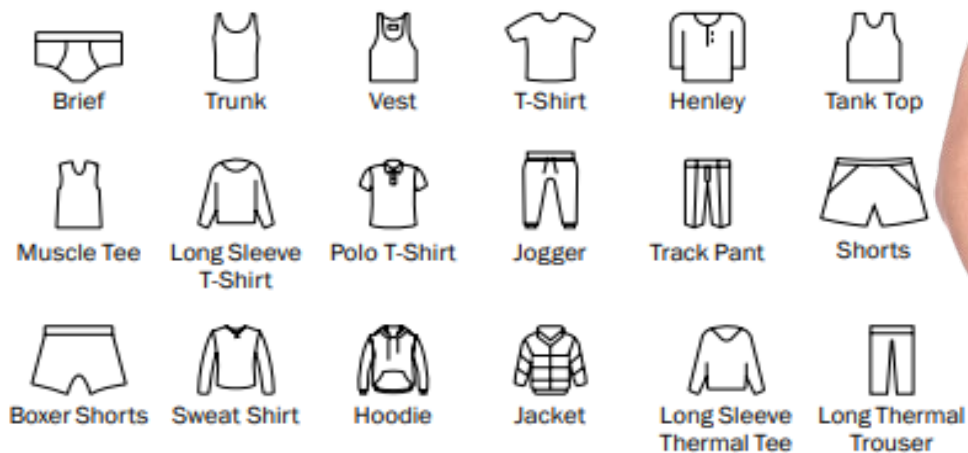 Brief
Trunk
Vest
T-Shirt
Henley
Tank Top
Muscle Tee
Long Sleeve
T-Shirt
Polo T-Shirt
Jogger
Track Pant
Shorts
Boxer Shorts
Sweat Shirt
Hoodie
Jacket
Long Sleeve
Thermal Tee
Long Thermal
Trouser